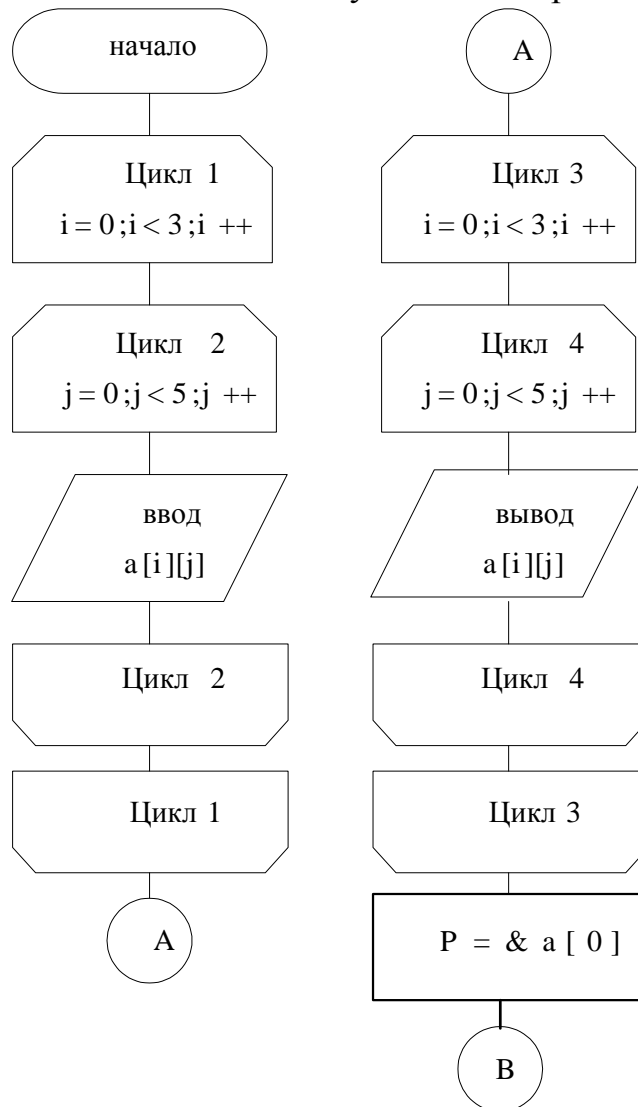 начало
Цикл 1
i = 0 ; i < 3 ; i ++
Цикл 2
j = 0 ; j < 5 ; j ++
ввод
a [ i ][ j ]
Цикл 2
Цикл 1
А
А
Цикл 3
i = 0 ; i < 3 ; i ++
Цикл 4
j = 0 ; j < 5 ; j ++
вывод
a [ i ][ j ]
Цикл 4
Цикл 3
P = & a [ 0 ]
В